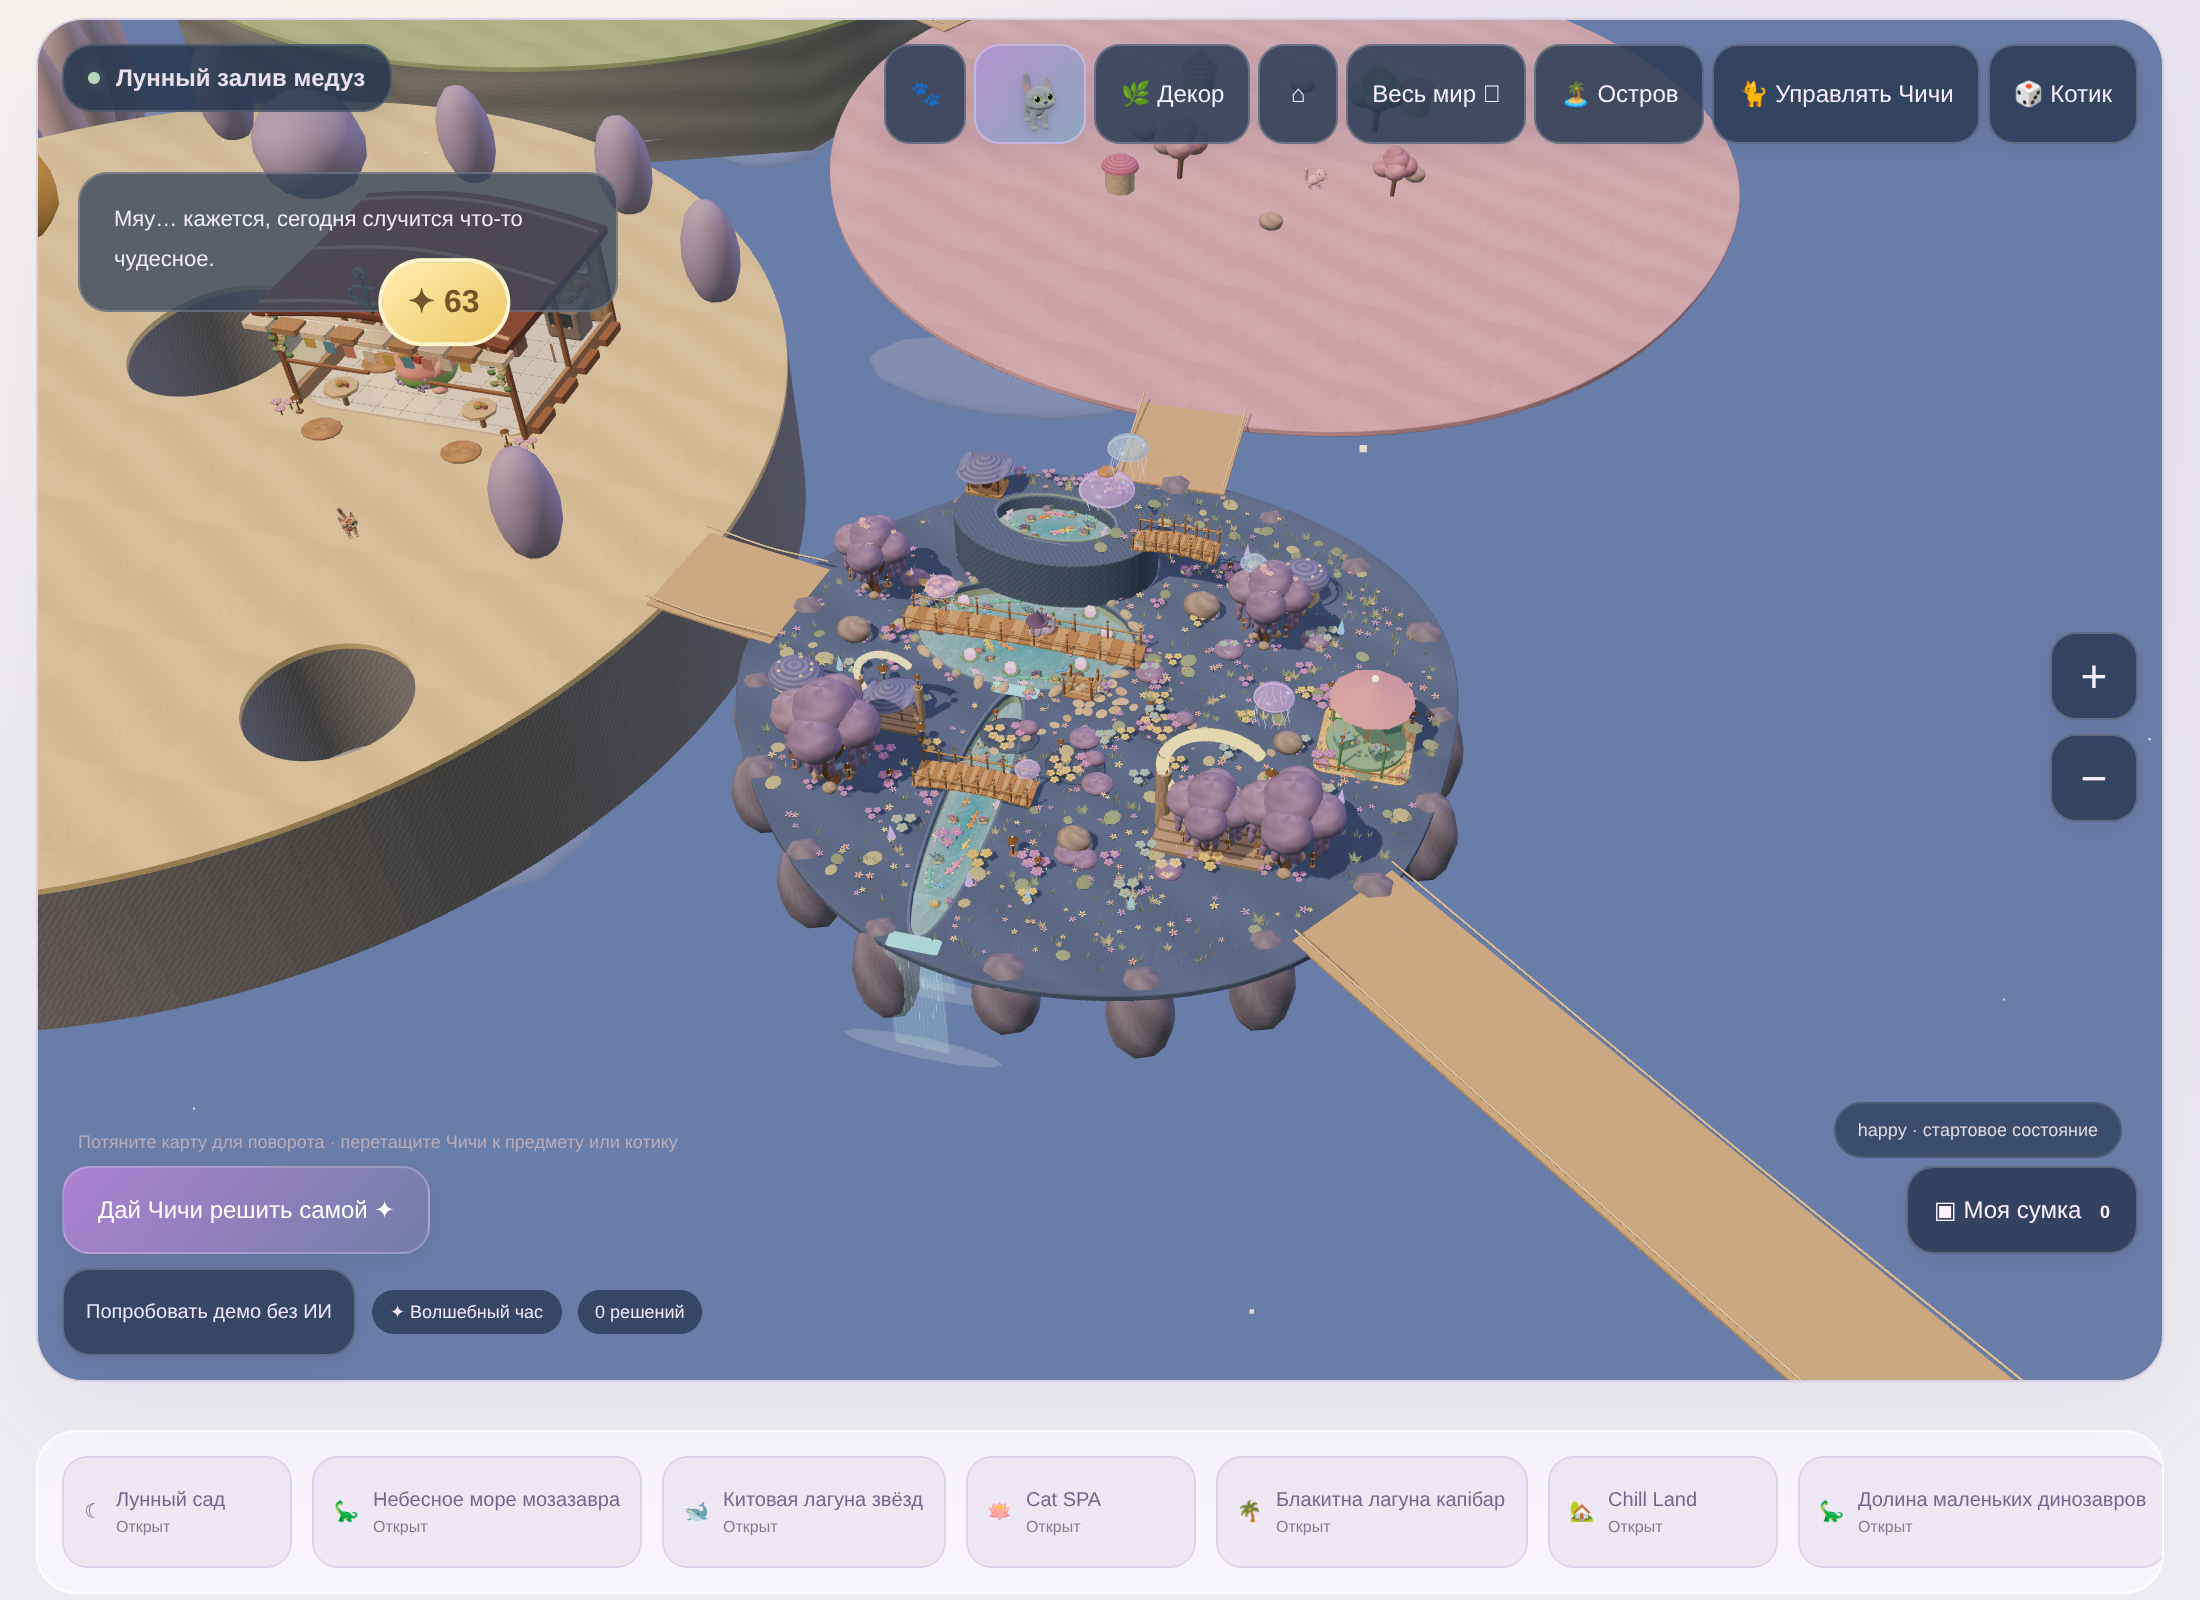 Лунный залив медуз
Декор
Весь мир
Остров
Управлять Чичи
Котик
Мяу… кажется, сегодня случится что-то
чудесное.
✦ 63
+
−
Потяните карту для поворота · перетащите Чичи к предмету или котику
happy · стартовое состояние
Дай Чичи решить самой ✦
Моя сумка 0
Попробовать демо без ИИ
✦ Волшебный час
0 решений
Лунный сад
Открыт
Небесное море мозазавра
Открыт
Китовая лагуна звёзд
Открыт
Cat SPA
Открыт
Блакитна лагуна капібар
Открыт
Chill Land
Открыт
Долина маленьких динозавров
Открыт